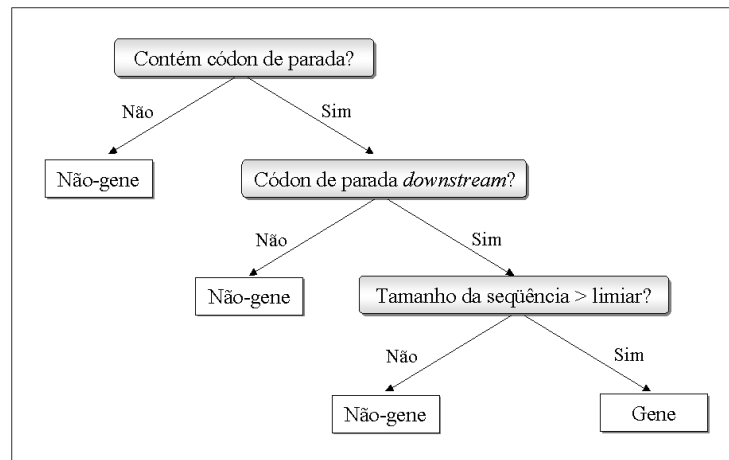 Contém códon de parada?
Não
Sim
Não-gene
Códon de parada downstream?
Não
Sim
Não-gene
Tamanho da seqüência > limiar?
Não
Sim
Não-gene
Gene